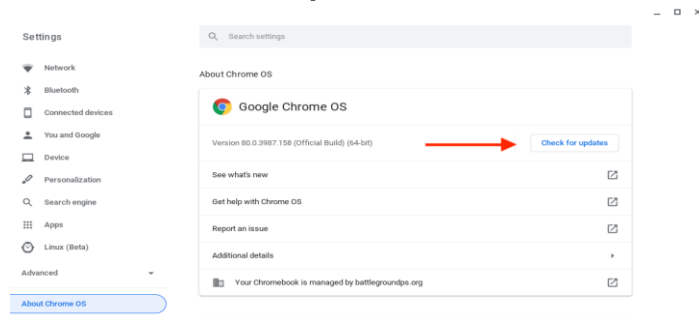 Settings
Search settings
Network
Bluetooth
Connected devices
You and Google
Device
Personalization
Search engine
Apps
Linux (Beta)
Advanced
About Chrome OS
About Chrome OS
Google Chrome OS
Version 80.0.3987.158 (Official Build) (64-bit)
Check for updates
See what's new
Get help with Chrome OS
Report an issue
Additional details
Your Chromebook is managed by battlegroundps.org